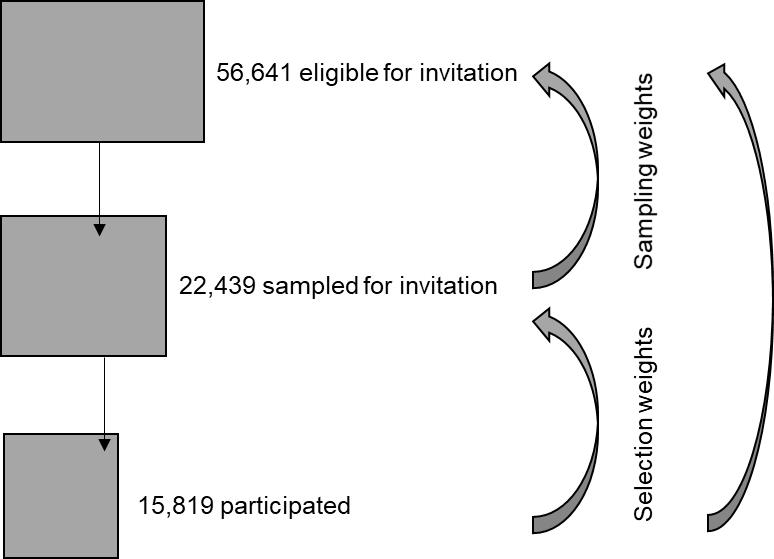 56,641 eligible for invitation
Sampling weights
22,439 sampled for invitation
Selection weights
15,819 participated